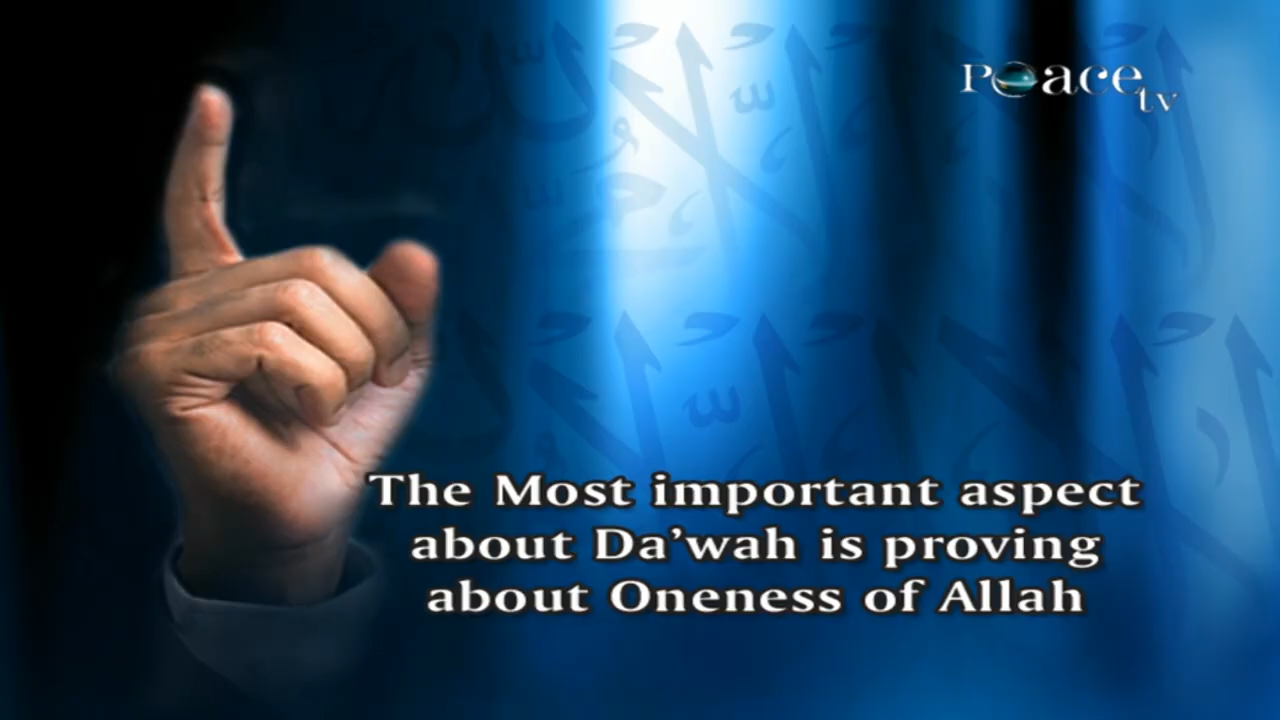 Peace tv
The Most important aspect
about Da'wah is proving
about Oneness of Allah